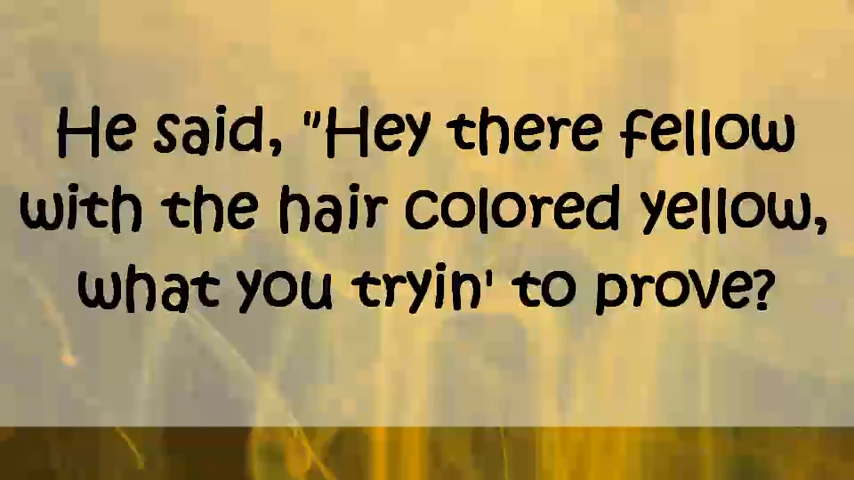 He said, "Hey there fellow
with the hair colored yellow,
what you tryin' to prove?